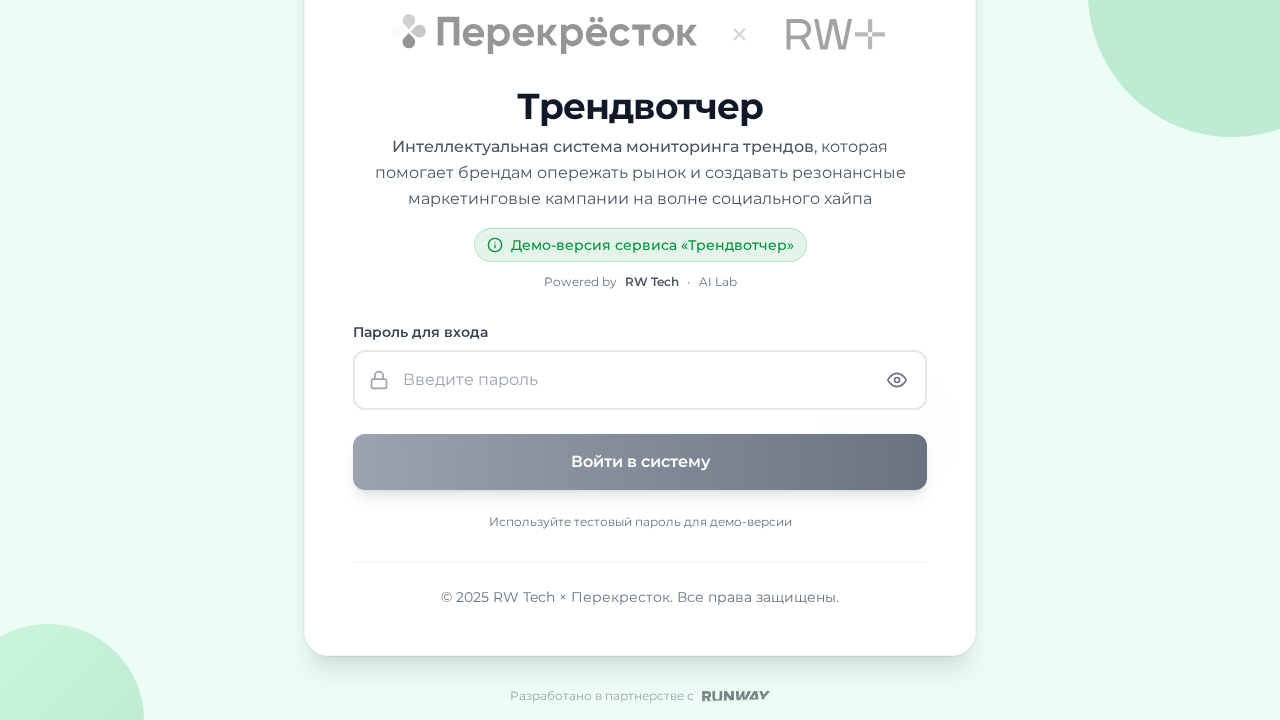 Перекрёсток × RW+
Трендвотчер
Интеллектуальная система мониторинга трендов, которая
помогает брендам опережать рынок и создавать резонансные
маркетинговые кампании на волне социального хайпа
Демо-версия сервиса «Трендвотчер»
Powered by RW Tech · AI Lab
Пароль для входа
Введите пароль
Войти в систему
Используйте тестовый пароль для демо-версии
© 2025 RW Tech × Перекресток. Все права защищены.
Разработано в партнерстве с RUNWAY